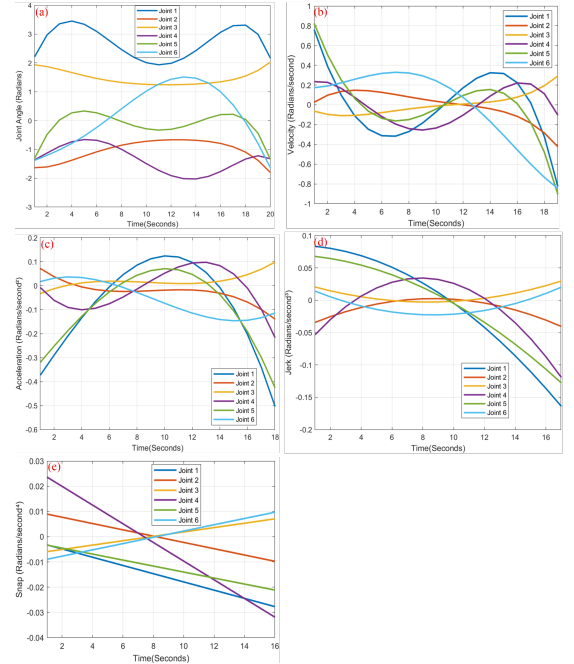 (a)
4
3
2
1
0
-1
-2
-3
Joint Angle (Radians)
Joint 1
Joint 2
Joint 3
Joint 4
Joint 5
Joint 6
2 4 6 8 10 12 14 16 18 20
Time(Seconds)
(b)
1
0.8
0.6
0.4
0.2
0
-0.2
-0.4
-0.6
-0.8
-1
Velocity (Radians/second)
Joint 1
Joint 2
Joint 3
Joint 4
Joint 5
Joint 6
2 4 6 8 10 12 14 16 18
Time(Seconds)
(c)
0.2
0.1
0
-0.1
-0.2
-0.3
-0.4
-0.5
-0.6
Acceleration (Radians/second²)
Joint 1
Joint 2
Joint 3
Joint 4
Joint 5
Joint 6
2 4 6 8 10 12 14 16 18
Time(Seconds)
(d)
0.1
0.05
0
-0.05
-0.1
-0.15
-0.2
Jerk (Radians/second³)
Joint 1
Joint 2
Joint 3
Joint 4
Joint 5
Joint 6
2 4 6 8 10 12 14 16
Time(Seconds)
(e)
0.03
0.02
0.01
0
-0.01
-0.02
-0.03
-0.04
Snap (Radians/second⁴)
Joint 1
Joint 2
Joint 3
Joint 4
Joint 5
Joint 6
2 4 6 8 10 12 14 16
Time(Seconds)